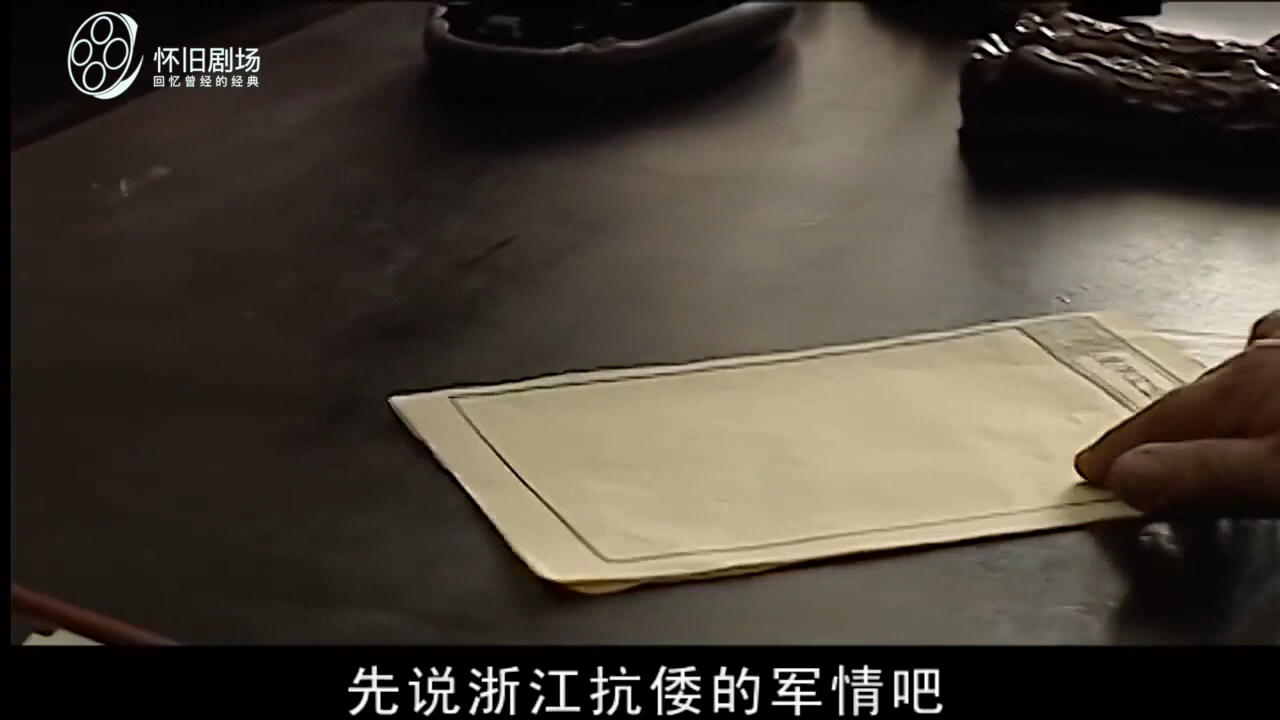 怀旧剧场
回忆曾经的经典
先说浙江抗倭的军情吧